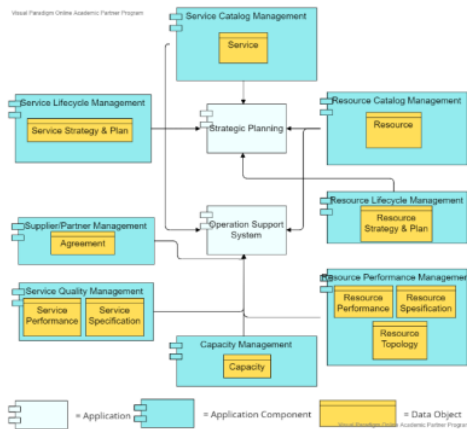 Visual Paradigm Online Academic Partner Program
Service Catalog Management
Service
Service Lifecycle Management
Service Strategy & Plan
Strategic Planning
Resource Catalog Management
Resource
Resource Lifecycle Management
Resource
Strategy & Plan
Supplier/Partner Management
Agreement
Operation Support
System
Service Quality Management
Service
Performance
Service
Specification
Resource Performance Management
Resource
Performance
Resource
Spesification
Resource
Topology
Capacity Management
Capacity
= Application
= Application Component
= Data Object
Visual Paradigm Online Academic Partner Program